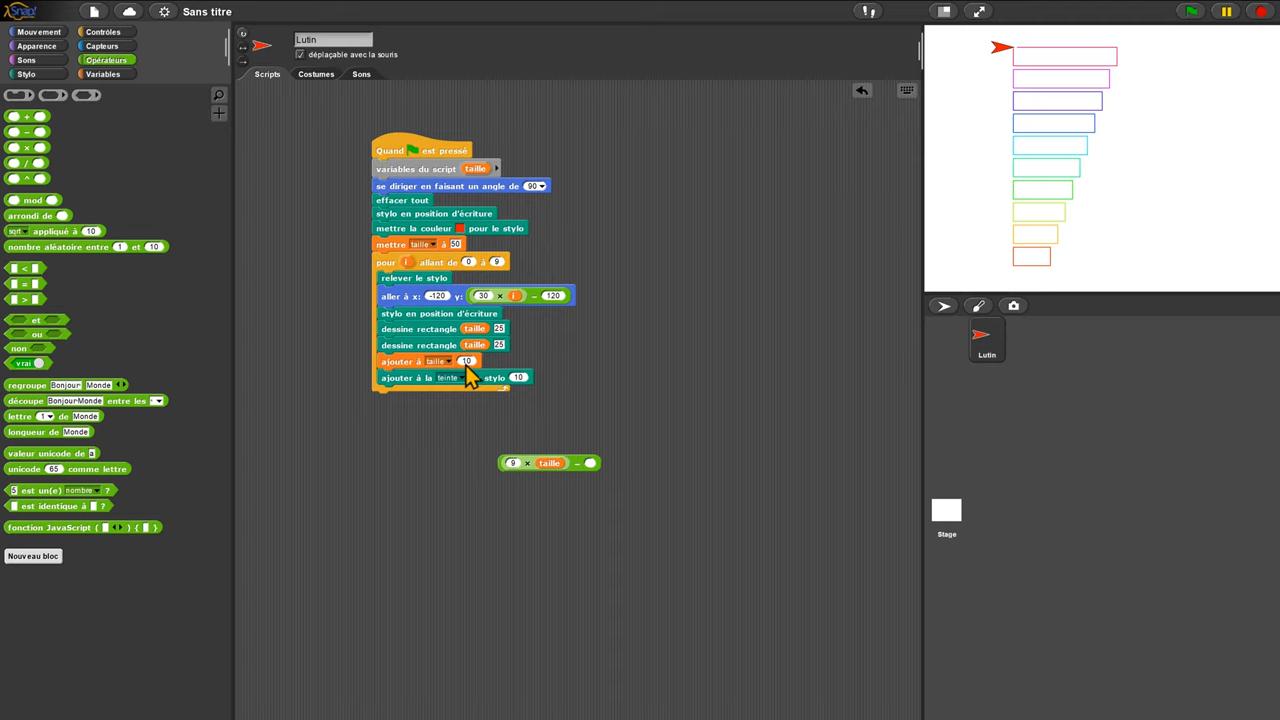 Snap!
Sans titre
Mouvement
Contrôles
Apparence
Capteurs
Sons
Opérateurs
Stylo
Variables
+
−
×
/
^
mod
arrondi de
sqrt appliqué à 10
nombre aléatoire entre 1 et 10
<
=
>
et
ou
non
vrai
regroupe Bonjour Monde
découpe Bonjour Monde entre les
lettre 1 de Monde
longueur de Monde
valeur unicode de a
unicode 65 comme lettre
5 est un(e) nombre ?
est identique à ?
fonction JavaScript ( ) { }
Nouveau bloc
Lutin
déplaçable avec la souris
Scripts
Costumes
Sons
Quand est pressé
variables du script taille
se diriger en faisant un angle de 90
effacer tout
stylo en position d'écriture
mettre la couleur pour le stylo
mettre taille à 50
pour i allant de 0 à 9
relever le stylo
aller à x: -120 y: 30 × i − 120
stylo en position d'écriture
dessine rectangle taille 25
dessine rectangle taille 25
ajouter à taille 10
ajouter à la teinte stylo 10
9 × taille −
Lutin
Stage